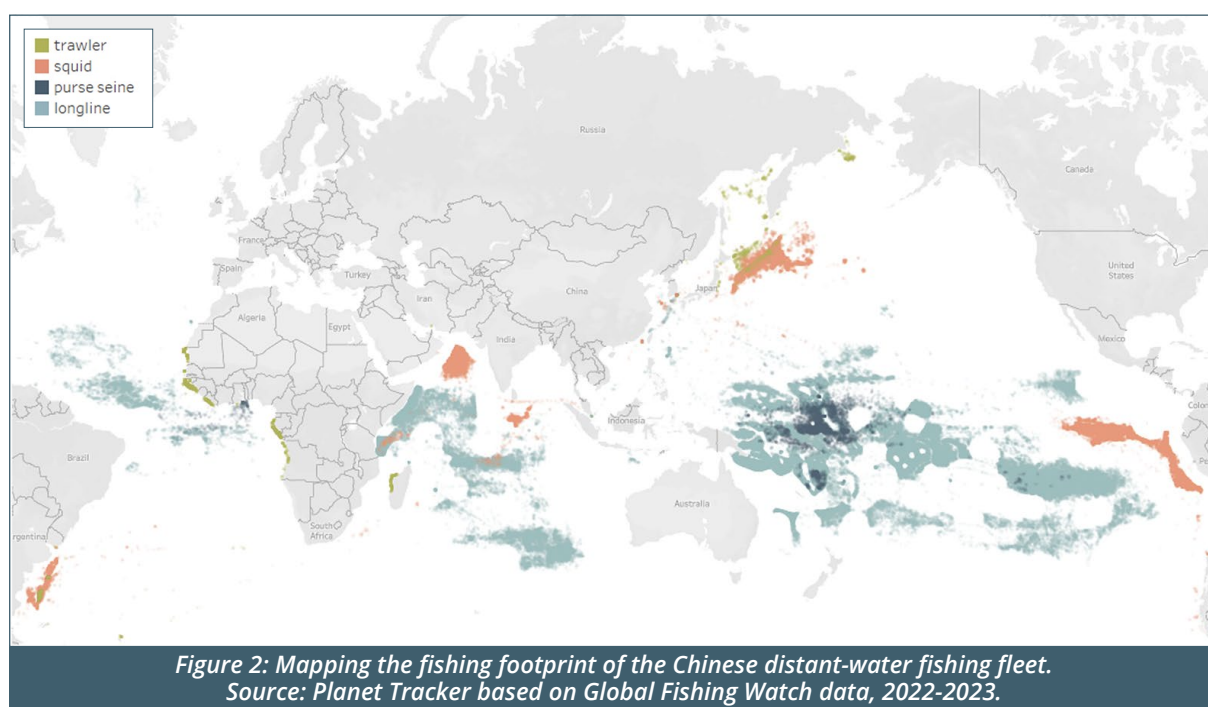 trawler
squid
purse seine
longline
Russia
Canada
France
Spain
Turkey
United
States
China
Japan
Iran
Algeria
Egypt
India
Mexico
Indonesia
Brazil
Australia
South
Africa
rgentina
Figure 2: Mapping the fishing footprint of the Chinese distant-water fishing fleet.
Source: Planet Tracker based on Global Fishing Watch data, 2022-2023.